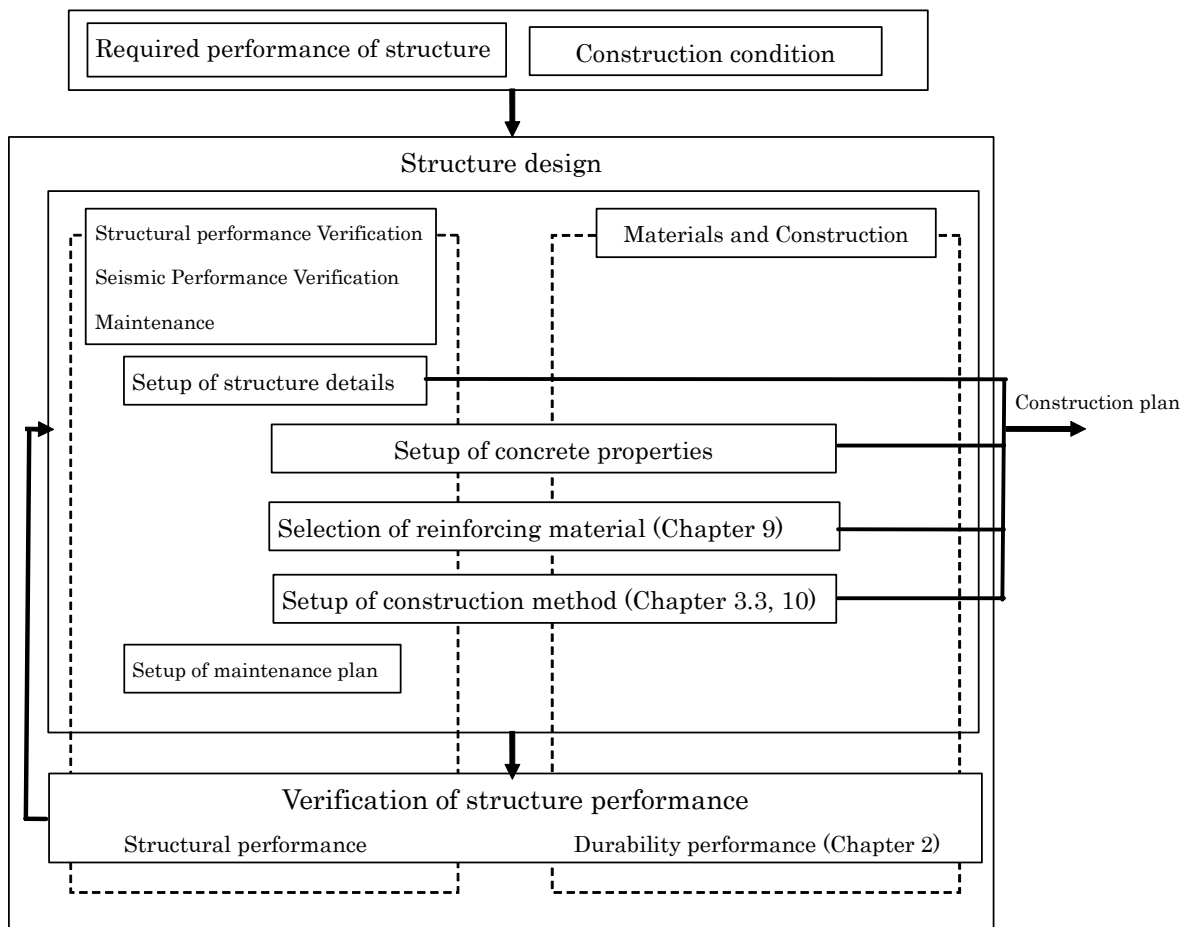 Required performance of structure
Construction condition
Structure design
Structural performance Verification
Seismic Performance Verification
Maintenance
Materials and Construction
Setup of structure details
Construction plan
Setup of concrete properties
Selection of reinforcing material (Chapter 9)
Setup of construction method (Chapter 3.3, 10)
Setup of maintenance plan
Verification of structure performance
Structural performance
Durability performance (Chapter 2)